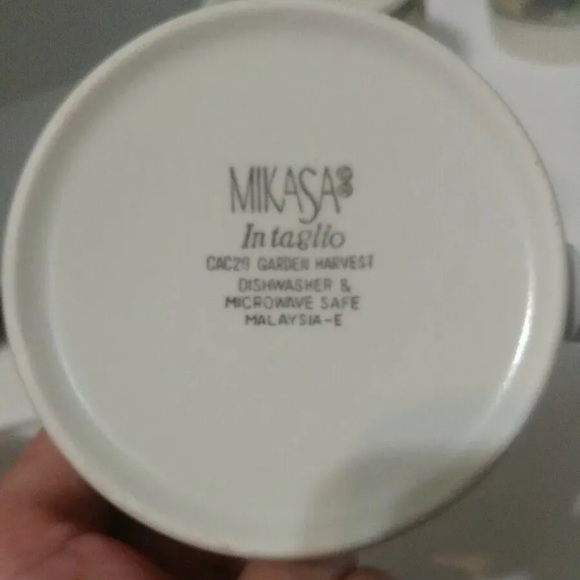 MIKASA
Intaglio
CAC29 GARDEN HARVEST
DISHWASHER &
MICROWAVE SAFE
MALAYSIA-E